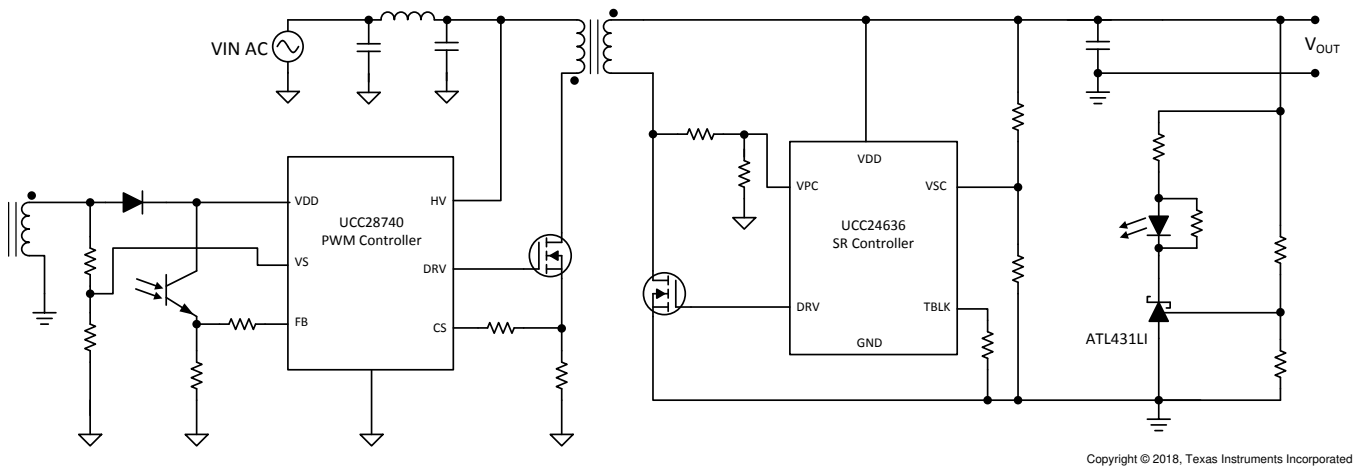 VIN AC
VOUT
VDD
HV
UCC28740
PWM Controller
VS
DRV
FB
CS
VDD
VPC
VSC
UCC24636
SR Controller
DRV
TBLK
GND
ATL431LI
Copyright © 2018, Texas Instruments Incorporated